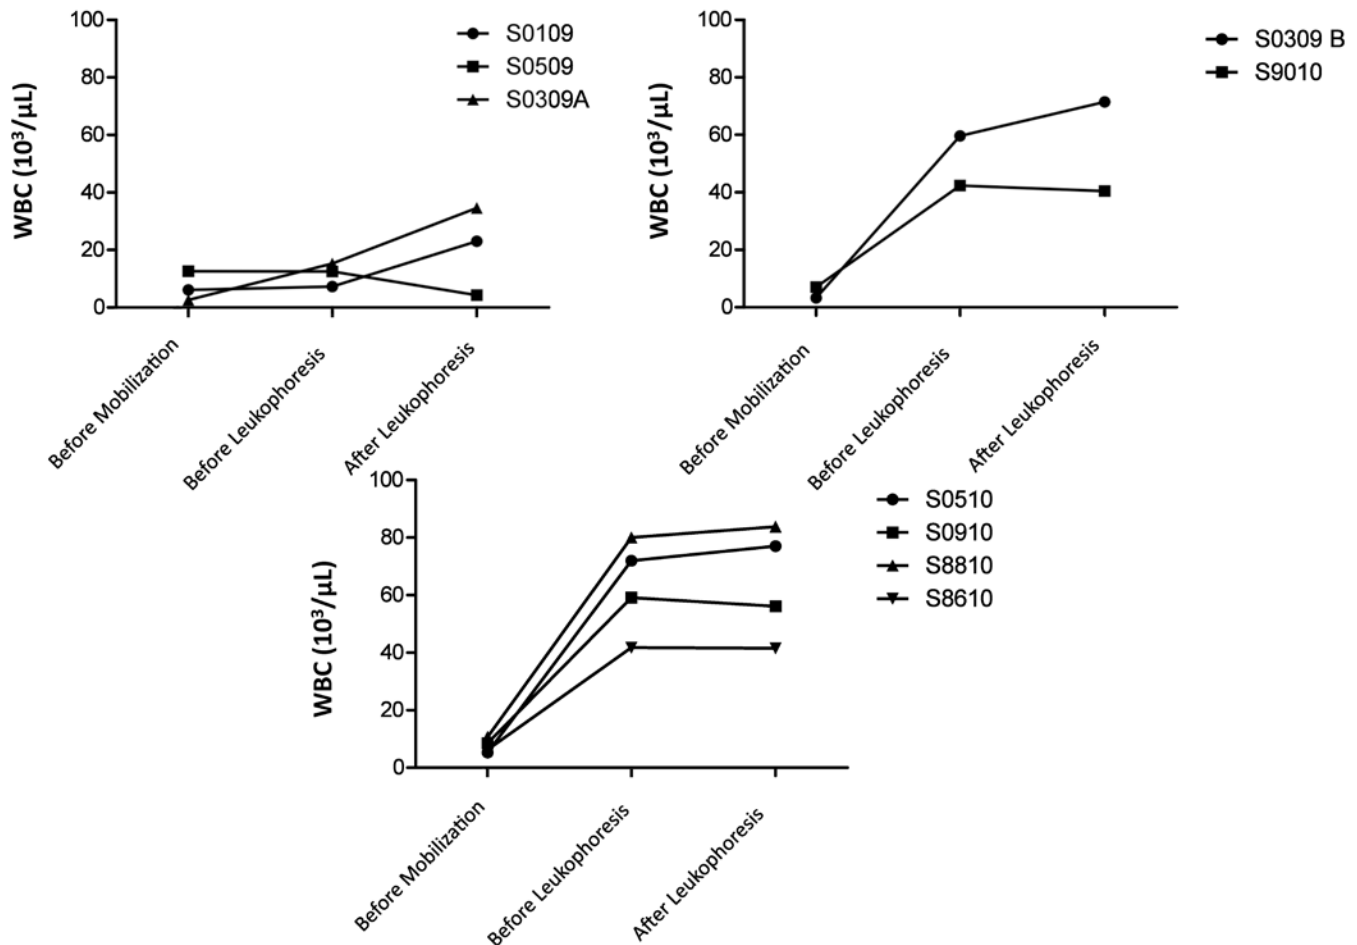 100
80
60
40
20
0
WBC (10³/µL)
S0109
S0509
S0309A
Before Mobilization
Before Leukophoresis
After Leukophoresis
100
80
60
40
20
0
WBC (10³/µL)
S0309 B
S9010
Before Mobilization
Before Leukophoresis
After Leukophoresis
100
80
60
40
20
0
WBC (10³/µL)
S0510
S0910
S8810
S8610
Before Mobilization
Before Leukophoresis
After Leukophoresis